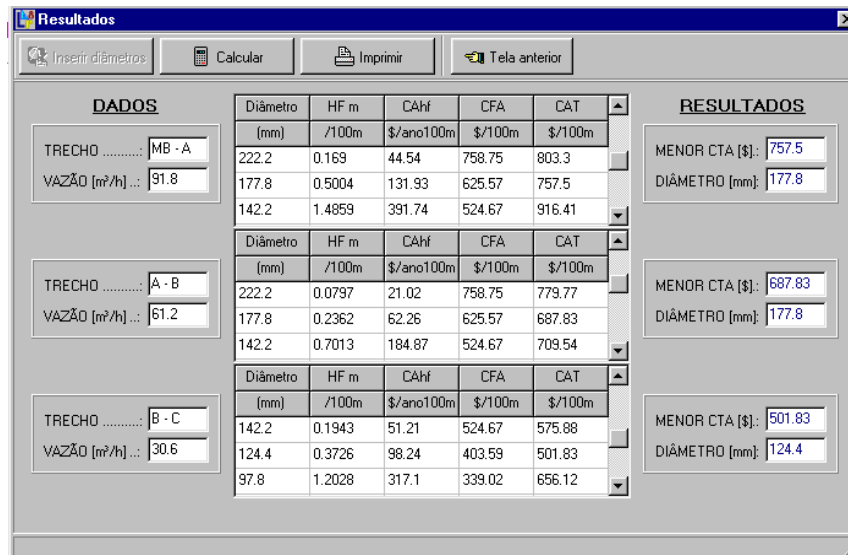 Resultados
Inserir diâmetros Calcular Imprimir Tela anterior
DADOS
TRECHO ..........: MB - A
VAZÃO [m³/h] ..: 91.8
Diâmetro HF m CAhf CFA CAT
(mm) /100m $/ano100m $/100m $/100m
222.2 0.169 44.54 758.75 803.3
177.8 0.5004 131.93 625.57 757.5
142.2 1.4859 391.74 524.67 916.41
RESULTADOS
MENOR CTA [$].: 757.5
DIÂMETRO [mm]: 177.8
TRECHO ..........: A - B
VAZÃO [m³/h] ..: 61.2
Diâmetro HF m CAhf CFA CAT
(mm) /100m $/ano100m $/100m $/100m
222.2 0.0797 21.02 758.75 779.77
177.8 0.2362 62.26 625.57 687.83
142.2 0.7013 184.87 524.67 709.54
MENOR CTA [$].: 687.83
DIÂMETRO [mm]: 177.8
TRECHO ..........: B - C
VAZÃO [m³/h] ..: 30.6
Diâmetro HF m CAhf CFA CAT
(mm) /100m $/ano100m $/100m $/100m
142.2 0.1943 51.21 524.67 575.88
124.4 0.3726 98.24 403.59 501.83
97.8 1.2028 317.1 339.02 656.12
MENOR CTA [$].: 501.83
DIÂMETRO [mm]: 124.4